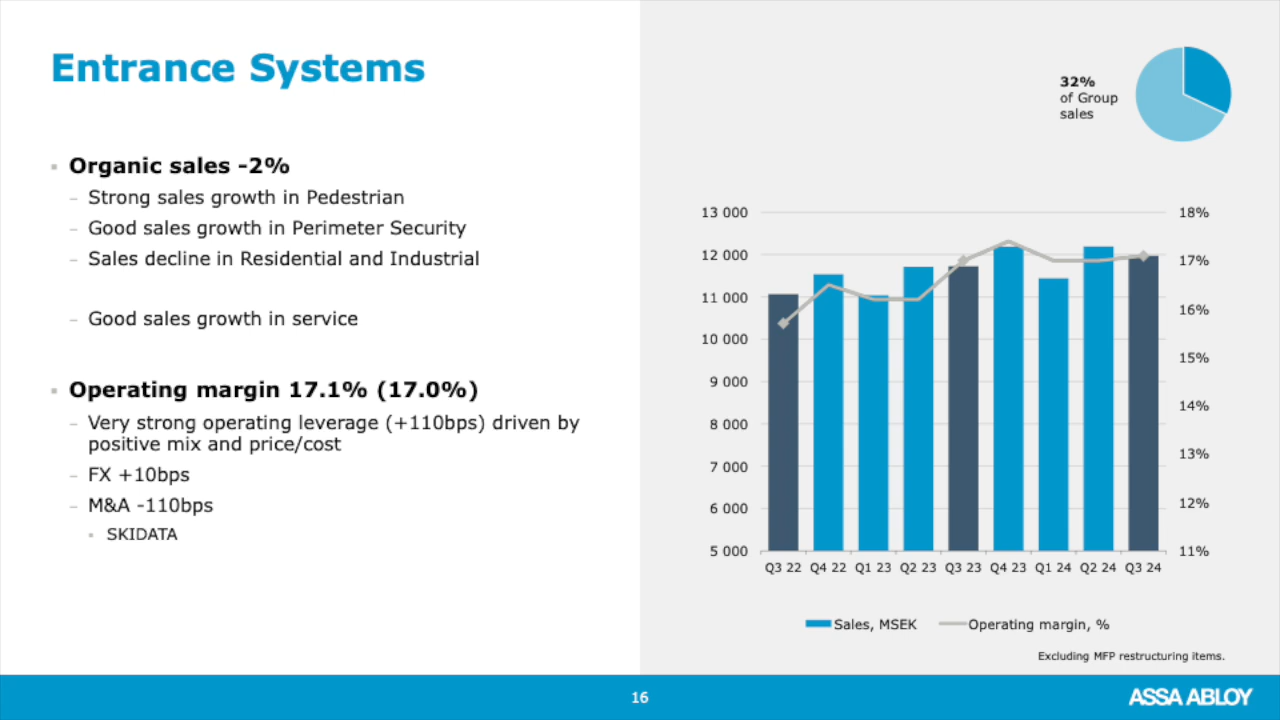 Entrance Systems
Organic sales -2%
Strong sales growth in Pedestrian
Good sales growth in Perimeter Security
Sales decline in Residential and Industrial
Good sales growth in service
Operating margin 17.1% (17.0%)
Very strong operating leverage (+110bps) driven by
positive mix and price/cost
FX +10bps
M&A -110bps
SKIDATA
32%
of Group
sales
13 000
12 000
11 000
10 000
9 000
8 000
7 000
6 000
5 000
18%
17%
16%
15%
14%
13%
12%
11%
Q3 22 Q4 22 Q1 23 Q2 23 Q3 23 Q4 23 Q1 24 Q2 24 Q3 24
Sales, MSEK Operating margin, %
Excluding MFP restructuring items.
16
ASSA ABLOY